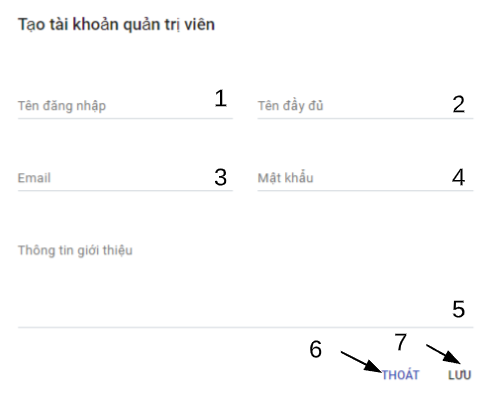 Tạo tài khoản quản trị viên
Tên đăng nhập 1 Tên đầy đủ 2
Email 3 Mật khẩu 4
Thông tin giới thiệu
5
6 7
THOÁT LƯU